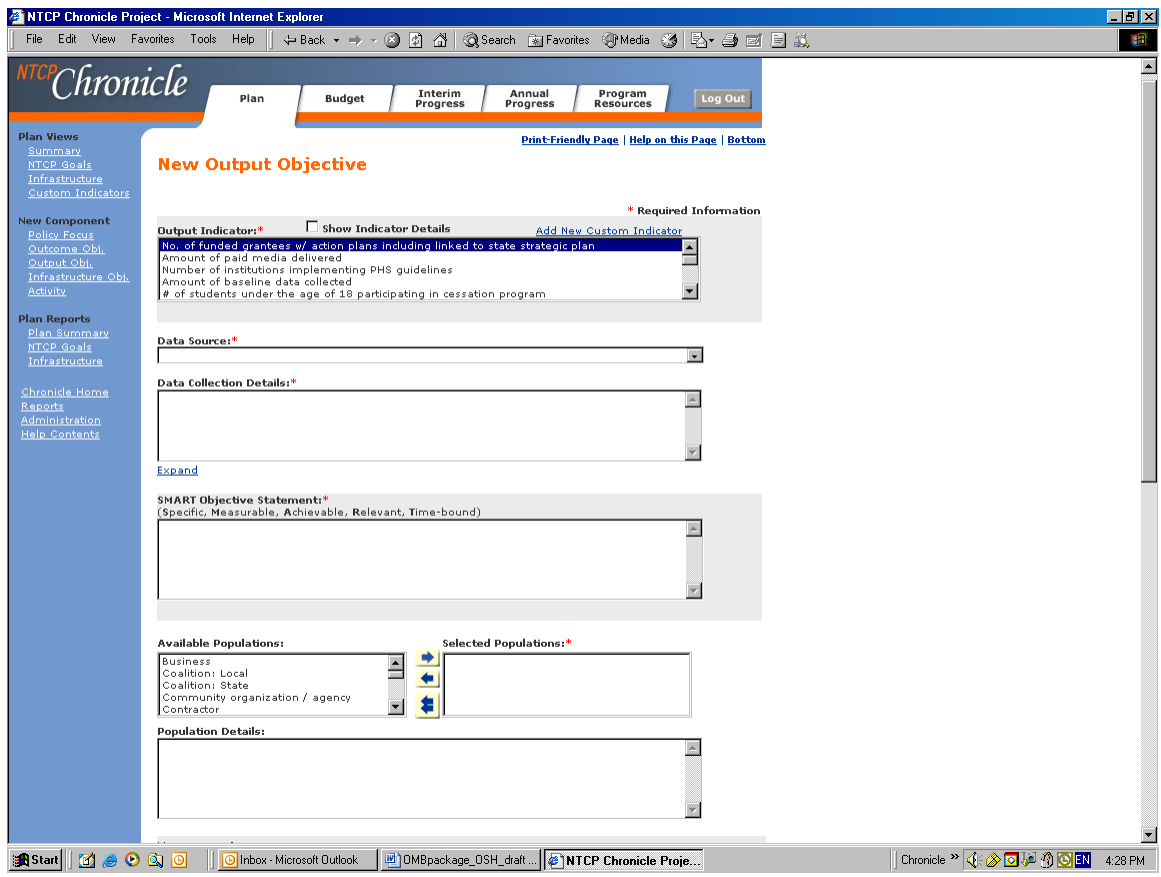 NTCP Chronicle Project - Microsoft Internet Explorer
File Edit View Favorites Tools Help Back Search Favorites Media
NTCP Chronicle
Plan Budget Interim Progress Annual Progress Program Resources Log Out
Print-Friendly Page | Help on this Page | Bottom
Plan Views
Summary
NTCP Goals
Infrastructure
Custom Indicators
New Component
Policy Focus
Outcome Obj.
Output Obj.
Infrastructure Obj.
Activity
Plan Reports
Plan Summary
NTCP Goals
Infrastructure
Chronicle Home
Reports
Administration
Help Contents
New Output Objective
* Required Information
Output Indicator:* Show Indicator Details Add New Custom Indicator
No. of funded grantees w/ action plans including linked to state strategic plan
Amount of paid media delivered
Number of institutions implementing PHS guidelines
Amount of baseline data collected
# of students under the age of 18 participating in cessation program
Data Source:*
Data Collection Details:*
Expand
SMART Objective Statement:*
(Specific, Measurable, Achievable, Relevant, Time-bound)
Available Populations: Selected Populations:*
Business
Coalition: Local
Coalition: State
Community organization / agency
Contractor
Population Details:
Start Inbox - Microsoft Outlook OMBpackage_OSH_draft ... NTCP Chronicle Proje... Chronicle » EN 4:28 PM